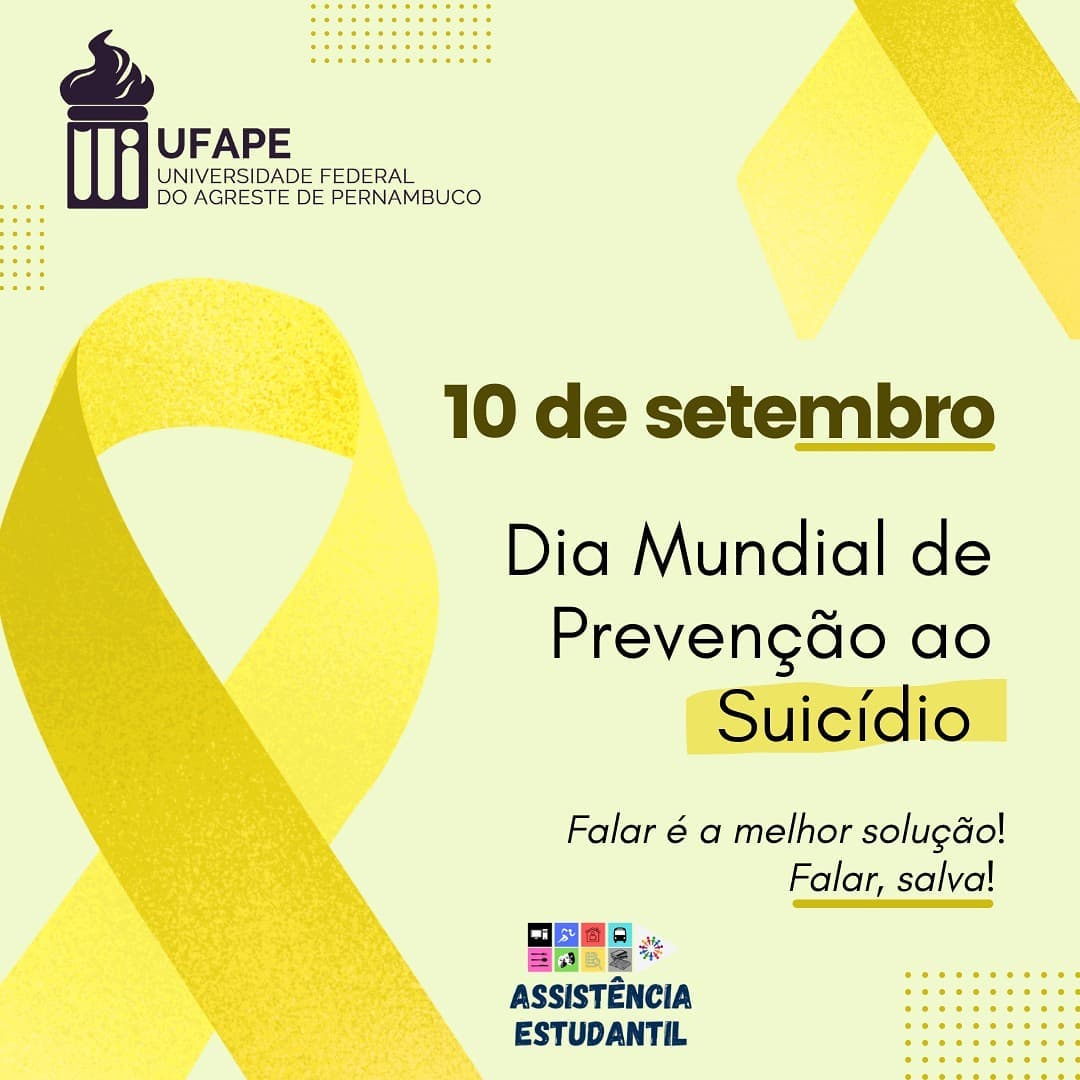 UFAPE
UNIVERSIDADE FEDERAL
DO AGRESTE DE PERNAMBUCO
10 de setembro
Dia Mundial de
Prevenção ao
Suicídio
Falar é a melhor solução!
Falar, salva!
ASSISTÊNCIA
ESTUDANTIL